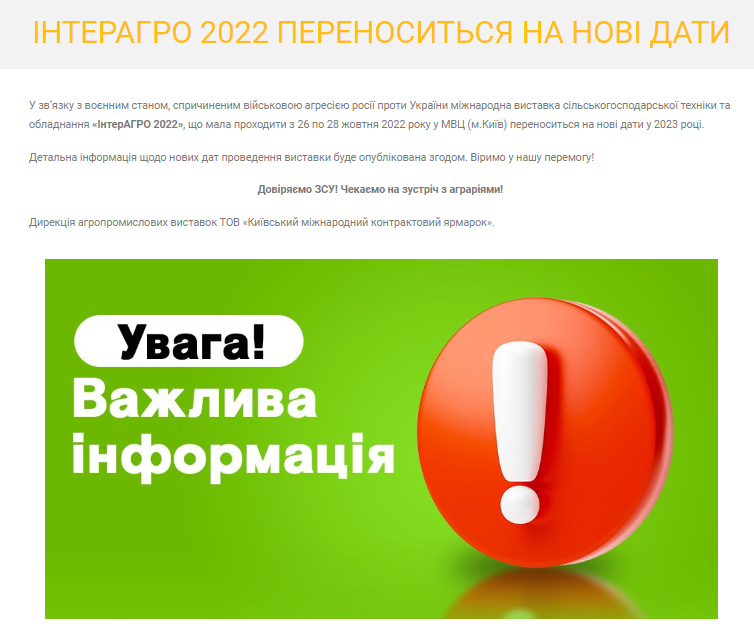 ІНТЕРАГРО 2022 ПЕРЕНОСИТЬСЯ НА НОВІ ДАТИ
У зв’язку з воєнним станом, спричиненим військовою агресією росії проти України міжнародна виставка сільськогосподарської техніки та
обладнання «ІнтерАГРО 2022», що мала проходити з 26 по 28 жовтня 2022 року у МВЦ (м.Київ) переноситься на нові дати у 2023 році.
Детальна інформація щодо нових дат проведення виставки буде опублікована згодом. Віримо у нашу перемогу!
Довіряємо ЗСУ! Чекаємо на зустріч з аграріями!
Дирекція агропромислових виставок ТОВ «Київський міжнародний контрактовий ярмарок».
Увага!
Важлива
інформація